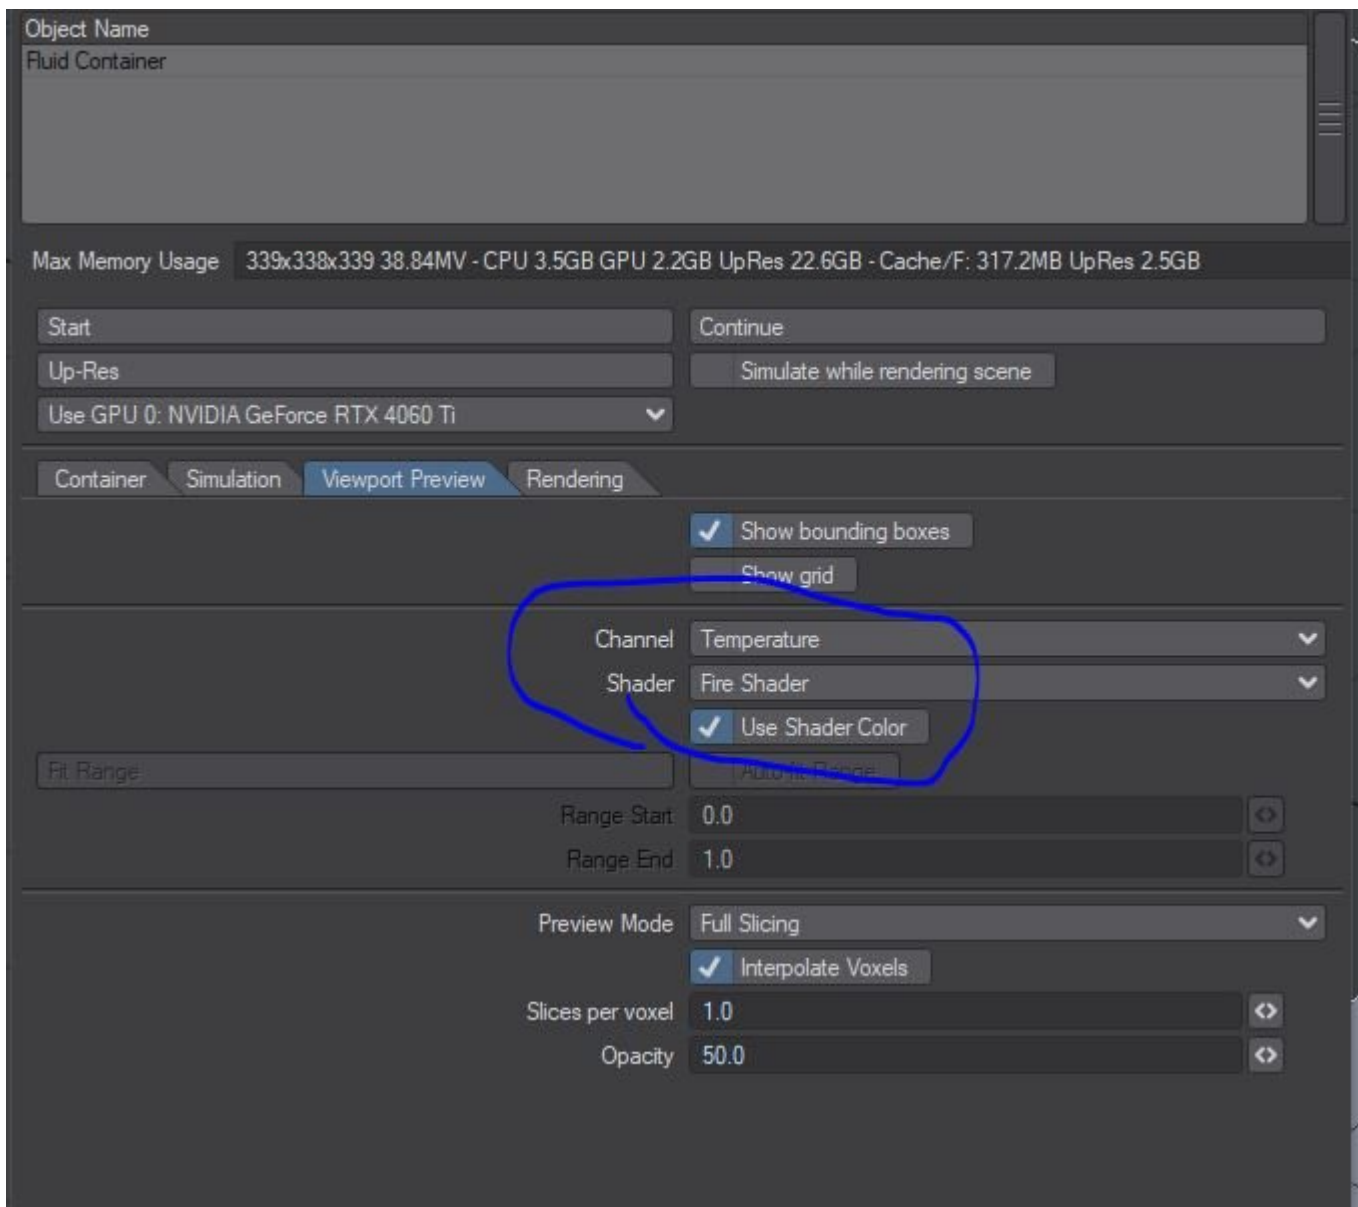 Object Name
Fluid Container
Max Memory Usage 339x338x339 38.84MV - CPU 3.5GB GPU 2.2GB UpRes 22.6GB - Cache/F: 317.2MB UpRes 2.5GB
Start Continue
Up-Res Simulate while rendering scene
Use GPU 0: NVIDIA GeForce RTX 4060 Ti
Container Simulation Viewport Preview Rendering
Show bounding boxes
Show grid
Channel Temperature
Shader Fire Shader
Use Shader Color
Fit Range Auto-fit Range
Range Start 0.0
Range End 1.0
Preview Mode Full Slicing
Interpolate Voxels
Slices per voxel 1.0
Opacity 50.0